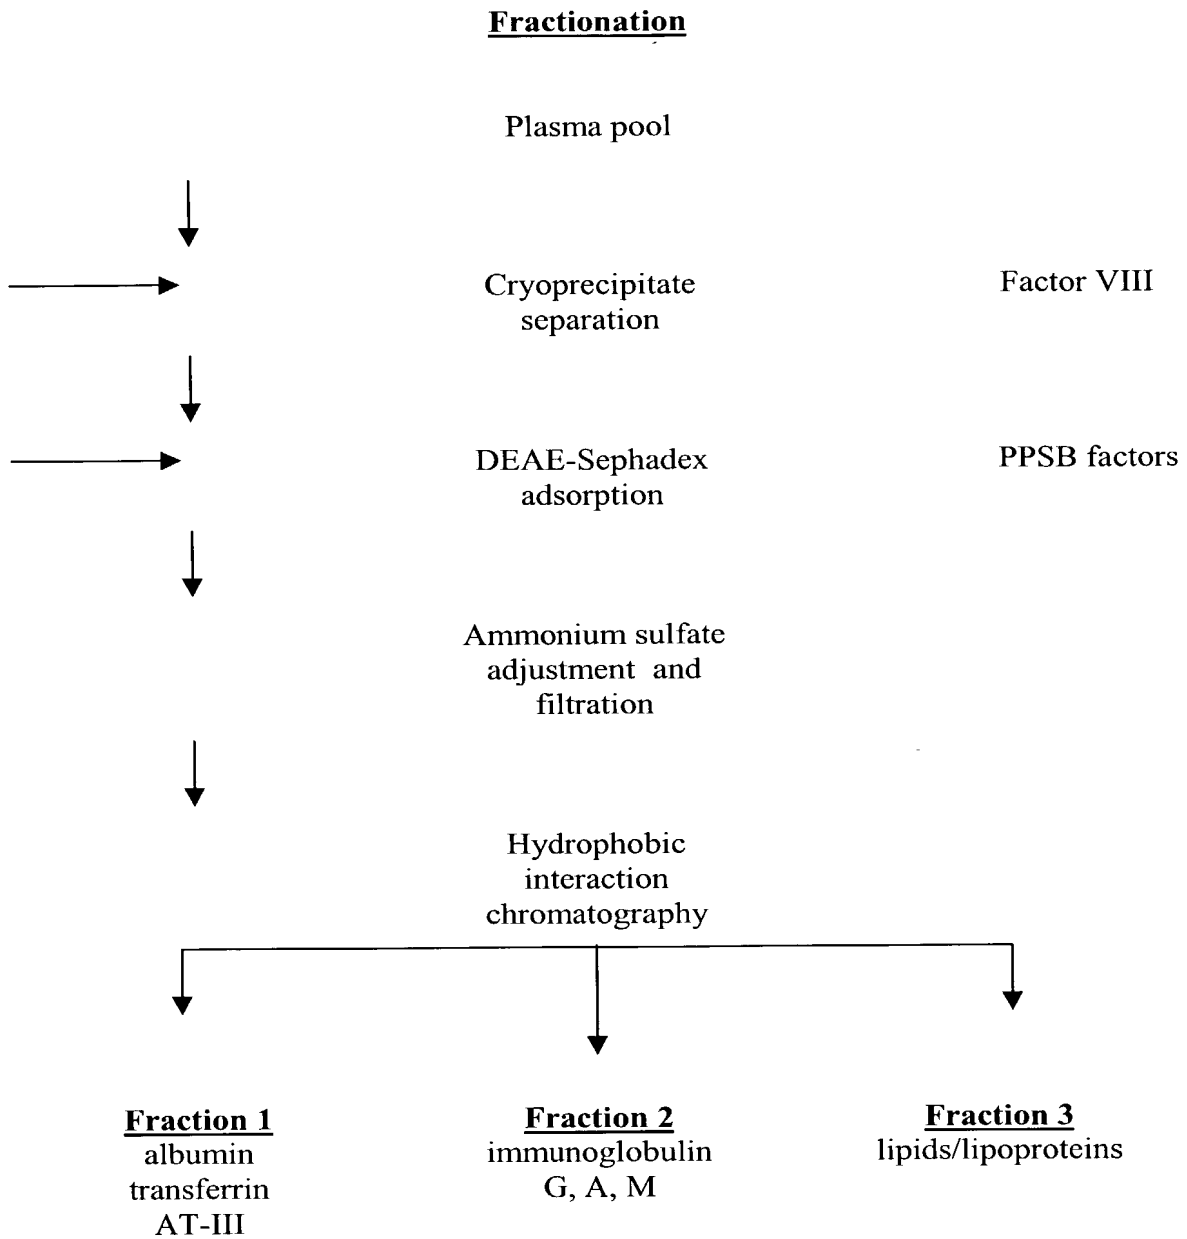 Fractionation
Plasma pool
Cryoprecipitate
separation
Factor VIII
DEAE-Sephadex
adsorption
PPSB factors
Ammonium sulfate
adjustment and
filtration
Hydrophobic
interaction
chromatography
Fraction 1
albumin
transferrin
AT-III
Fraction 2
immunoglobulin
G, A, M
Fraction 3
lipids/lipoproteins